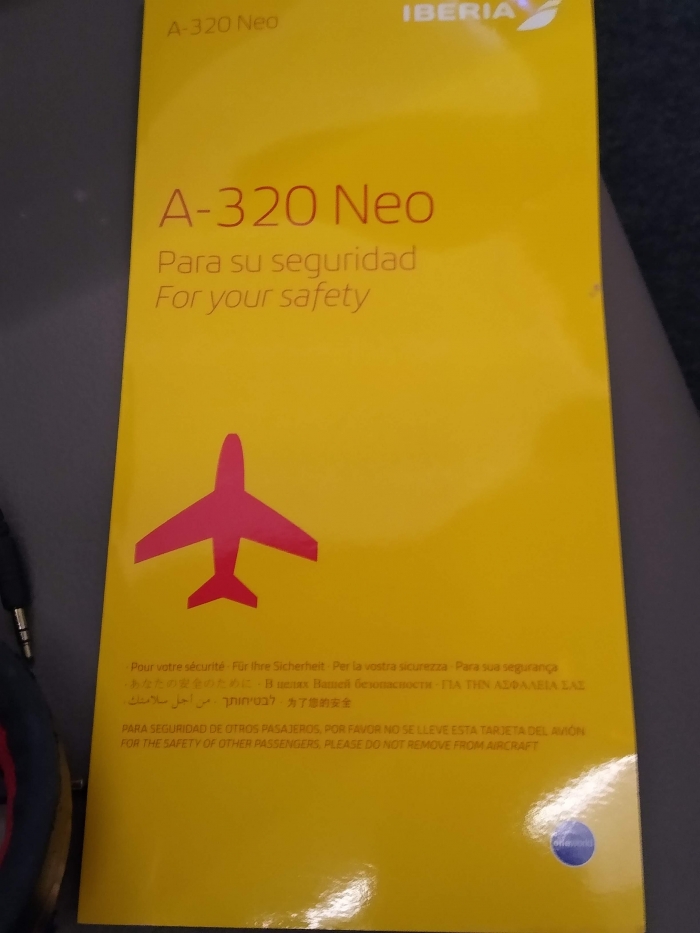 A-320 Neo
IBERIA
A-320 Neo
Para su seguridad
For your safety
· Pour votre sécurité · Für Ihre Sicherheit · Per la vostra sicurezza · Para sua segurança
· あなたの安全のために · В целях Вашей безопасности · ΓΙΑ ΤΗΝ ΑΣΦΑΛΕΙΑ ΣΑΣ
· من أجل سلامتك · לבטיחותך · 为了您的安全
PARA SEGURIDAD DE OTROS PASAJEROS, POR FAVOR NO SE LLEVE ESTA TARJETA DEL AVIÓN.
FOR THE SAFETY OF OTHER PASSENGERS, PLEASE DO NOT REMOVE FROM AIRCRAFT
oneworld